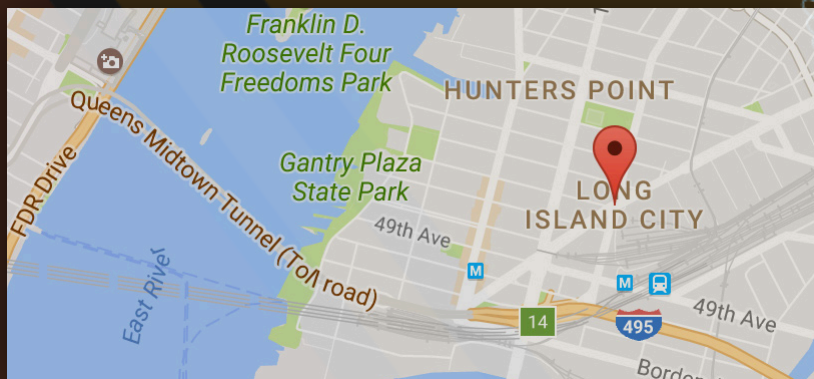 Franklin D.
Roosevelt Four
Freedoms Park
HUNTERS POINT
Queens Midtown Tunnel (Toll road)
FDR Drive
Gantry Plaza
State Park
LONG
ISLAND CITY
49th Ave
East River
M
M
14
495
49th Ave